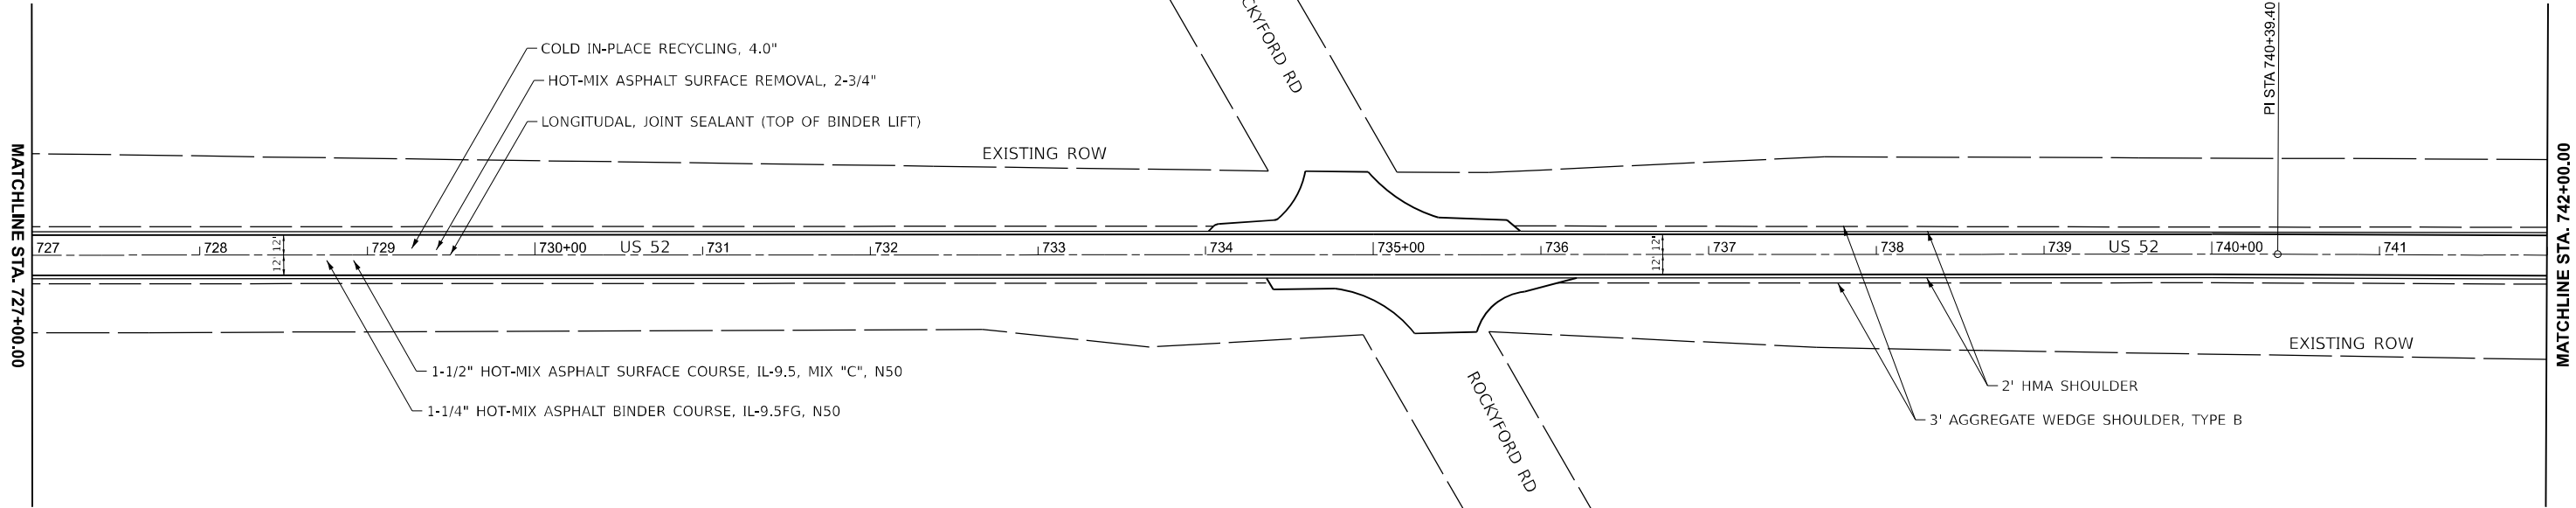 COLD IN-PLACE RECYCLING, 4.0"
HOT-MIX ASPHALT SURFACE REMOVAL, 2-3/4"
LONGITUDAL, JOINT SEALANT (TOP OF BINDER LIFT)
EXISTING ROW
CKYFORD RD
PI STA 740+39.40
MATCHLINE STA. 727+00.00
727
728
12' 12'
729
730+00
US 52
731
732
733
734
735+00
736
12' 12'
737
738
739
US 52
740+00
741
MATCHLINE STA. 742+00.00
EXISTING ROW
1-1/2" HOT-MIX ASPHALT SURFACE COURSE, IL-9.5, MIX "C", N50
1-1/4" HOT-MIX ASPHALT BINDER COURSE, IL-9.5FG, N50
ROCKYFORD RD
2' HMA SHOULDER
3' AGGREGATE WEDGE SHOULDER, TYPE B